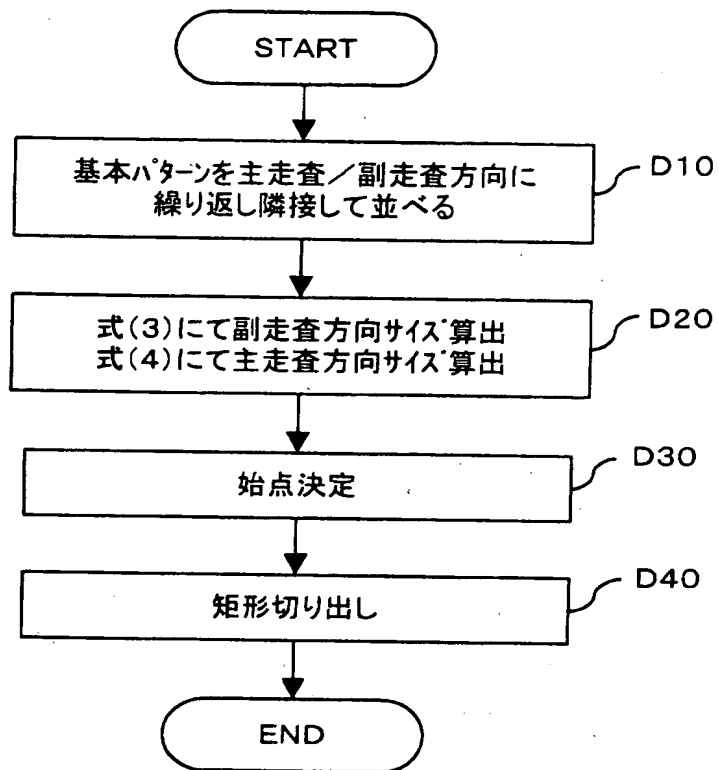 START
基本パターンを主走査／副走査方向に
繰り返し隣接して並べる
D10
式(3)にて副走査方向サイズ算出
式(4)にて主走査方向サイズ算出
D20
始点決定
D30
矩形切り出し
D40
END